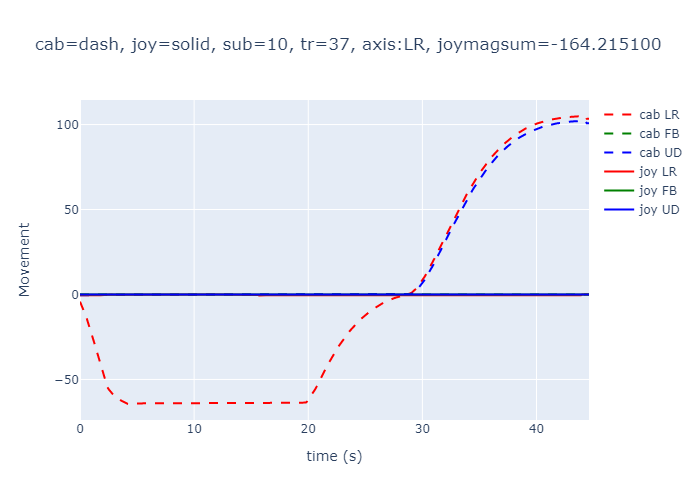 cab=dash, joy=solid, sub=10, tr=37, axis:LR, joymagsum=-164.215100
cab LR
cab FB
cab UD
joy LR
joy FB
joy UD
Movement
100
50
0
−50
0
10
20
30
40
time (s)